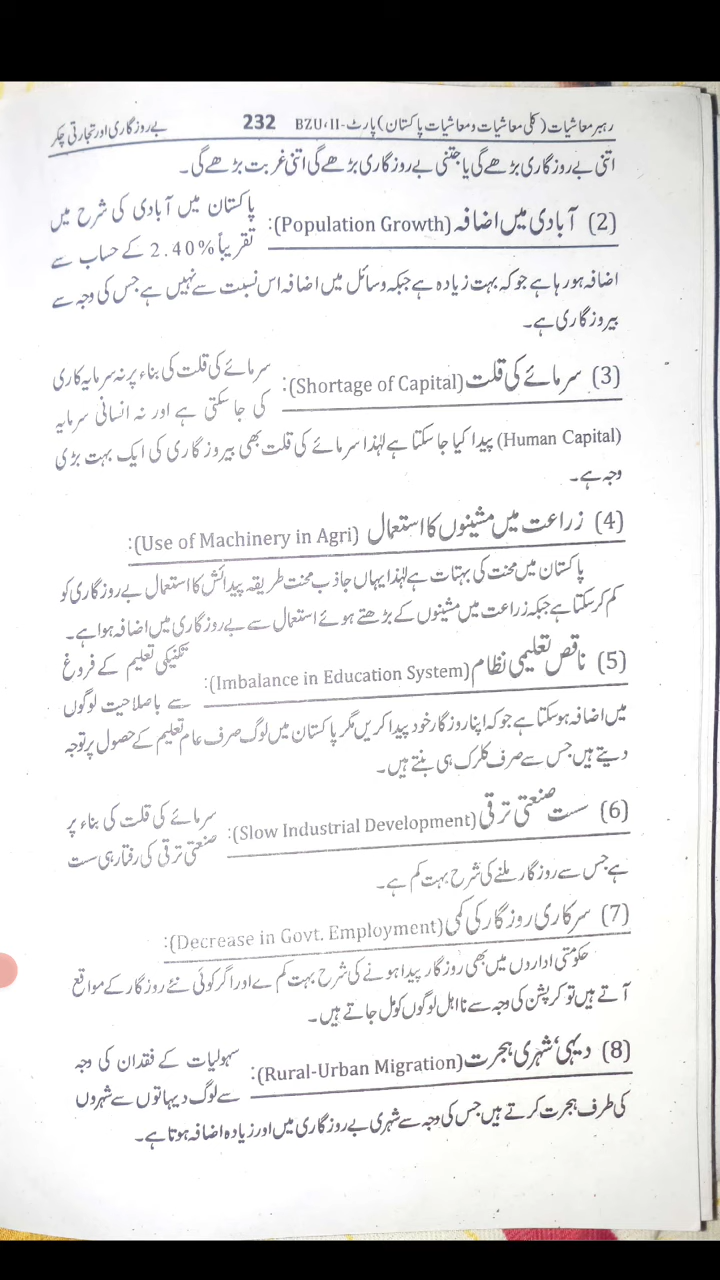 رہبر معاشیات (کلی معاشیات و معاشیات پاکستان) پارٹ-BZU،II 232 بے روزگاری اور تجارتی چکر
اتنی بے روزگاری بڑھے گی یا جتنی بے روزگاری بڑھے گی اتنی غربت بڑھے گی۔
(2) آبادی میں اضافہ (Population Growth): پاکستان میں آبادی کی شرح میں
تقریباً 2.40% کے حساب سے
اضافہ ہو رہا ہے جو کہ بہت زیادہ ہے جبکہ وسائل میں اضافہ اس نسبت سے نہیں ہے جس کی وجہ سے
بیروزگاری ہے۔
(3) سرمائے کی قلت (Shortage of Capital): سرمائے کی قلت کی بناء پر نہ سرمایہ کاری
کی جا سکتی ہے اور نہ انسانی سرمایہ
(Human Capital) پیدا کیا جا سکتا ہے لہٰذا سرمائے کی قلت بھی بیروزگاری کی ایک بہت بڑی
وجہ ہے۔
(4) زراعت میں مشینوں کا استعمال (Use of Machinery in Agri):
پاکستان میں محنت کی بہتات ہے لہٰذا یہاں جاذب محنت طریقہ پیدائش کا استعمال بے روزگاری کو
کم کر سکتا ہے جبکہ زراعت میں مشینوں کے بڑھتے ہوئے استعمال سے بے روزگاری میں اضافہ ہوا ہے۔
(5) ناقص تعلیمی نظام (Imbalance in Education System): تکنیکی تعلیم کے فروغ
سے باصلاحیت لوگوں
میں اضافہ ہو سکتا ہے جو کہ اپنا روزگار خود پیدا کریں مگر پاکستان میں لوگ صرف عام تعلیم کے حصول پر توجہ
دیتے ہیں جس سے صرف کلرک ہی بنتے ہیں۔
(6) سست صنعتی ترقی (Slow Industrial Development): سرمائے کی قلت کی بناء پر
صنعتی ترقی کی رفتار ہی سست
ہے جس سے روزگار ملنے کی شرح بہت کم ہے۔
(7) سرکاری روزگار کی کمی (Decrease in Govt. Employment):
حکومتی اداروں میں بھی روزگار پیدا ہونے کی شرح بہت کم ہے اور اگر کوئی نئے روزگار کے مواقع
آتے ہیں تو کرپشن کی وجہ سے نااہل لوگوں کو مل جاتے ہیں۔
(8) دیہی' شہری ہجرت (Rural-Urban Migration): سہولیات کے فقدان کی وجہ
سے لوگ دیہاتوں سے شہروں
کی طرف ہجرت کرتے ہیں جس کی وجہ سے شہری بے روزگاری میں اور زیادہ اضافہ ہوتا ہے۔